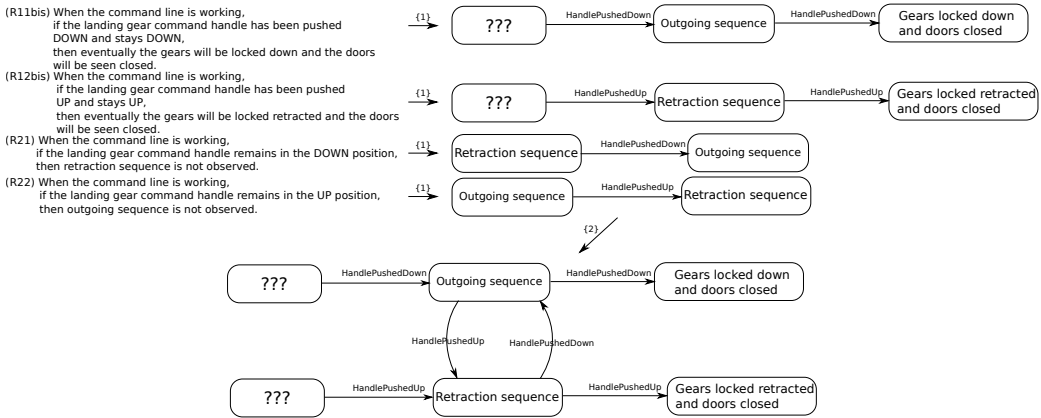 (R11bis) When the command line is working,
if the landing gear command handle has been pushed
DOWN and stays DOWN,
then eventually the gears will be locked down and the doors
will be seen closed.
{1}
???
HandlePushedDown
Outgoing sequence
HandlePushedDown
Gears locked down
and doors closed
(R12bis) When the command line is working,
if the landing gear command handle has been pushed
UP and stays UP,
then eventually the gears will be locked retracted and the doors
will be seen closed.
{1}
???
HandlePushedUp
Retraction sequence
HandlePushedUp
Gears locked retracted
and doors closed
(R21) When the command line is working,
if the landing gear command handle remains in the DOWN position,
then retraction sequence is not observed.
{1}
Retraction sequence
HandlePushedDown
Outgoing sequence
(R22) When the command line is working,
if the landing gear command handle remains in the UP position,
then outgoing sequence is not observed.
{1}
Outgoing sequence
HandlePushedUp
Retraction sequence
{2}
???
HandlePushedDown
Outgoing sequence
HandlePushedDown
Gears locked down
and doors closed
HandlePushedUp
HandlePushedDown
???
HandlePushedUp
Retraction sequence
HandlePushedUp
Gears locked retracted
and doors closed